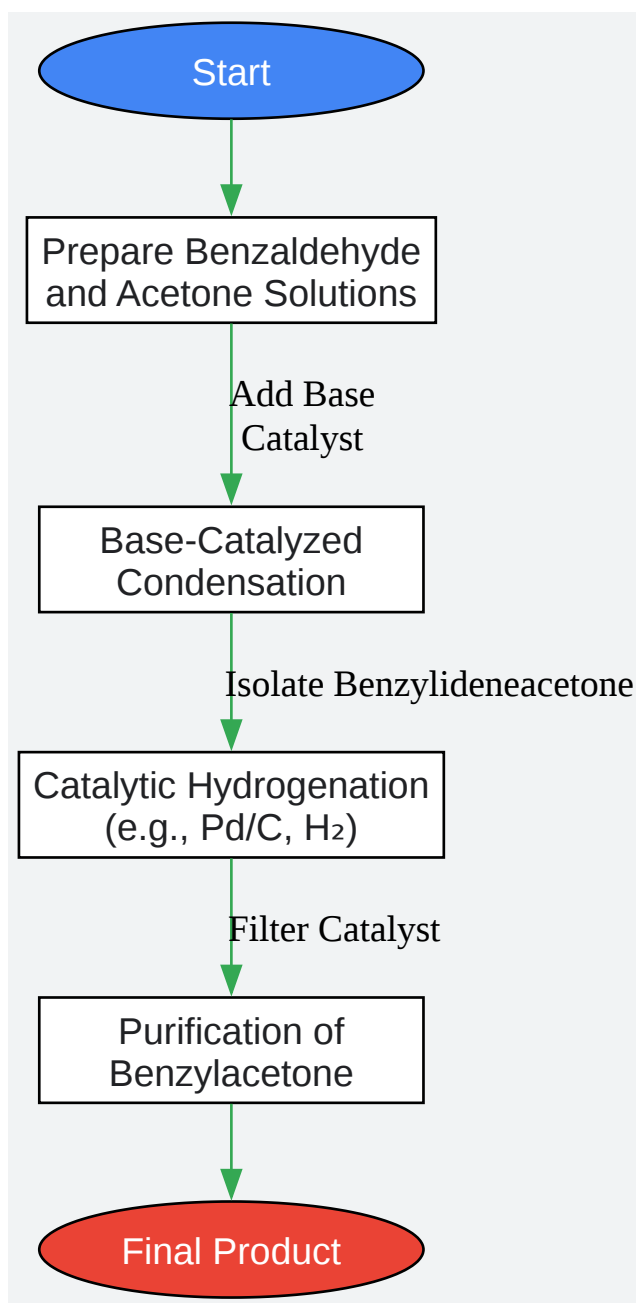 Start
Prepare Benzaldehyde
and Acetone Solutions
Add Base
Catalyst
Base-Catalyzed
Condensation
Isolate Benzylideneacetone
Catalytic Hydrogenation
(e.g., Pd/C, H₂)
Filter Catalyst
Purification of
Benzylacetone
Final Product